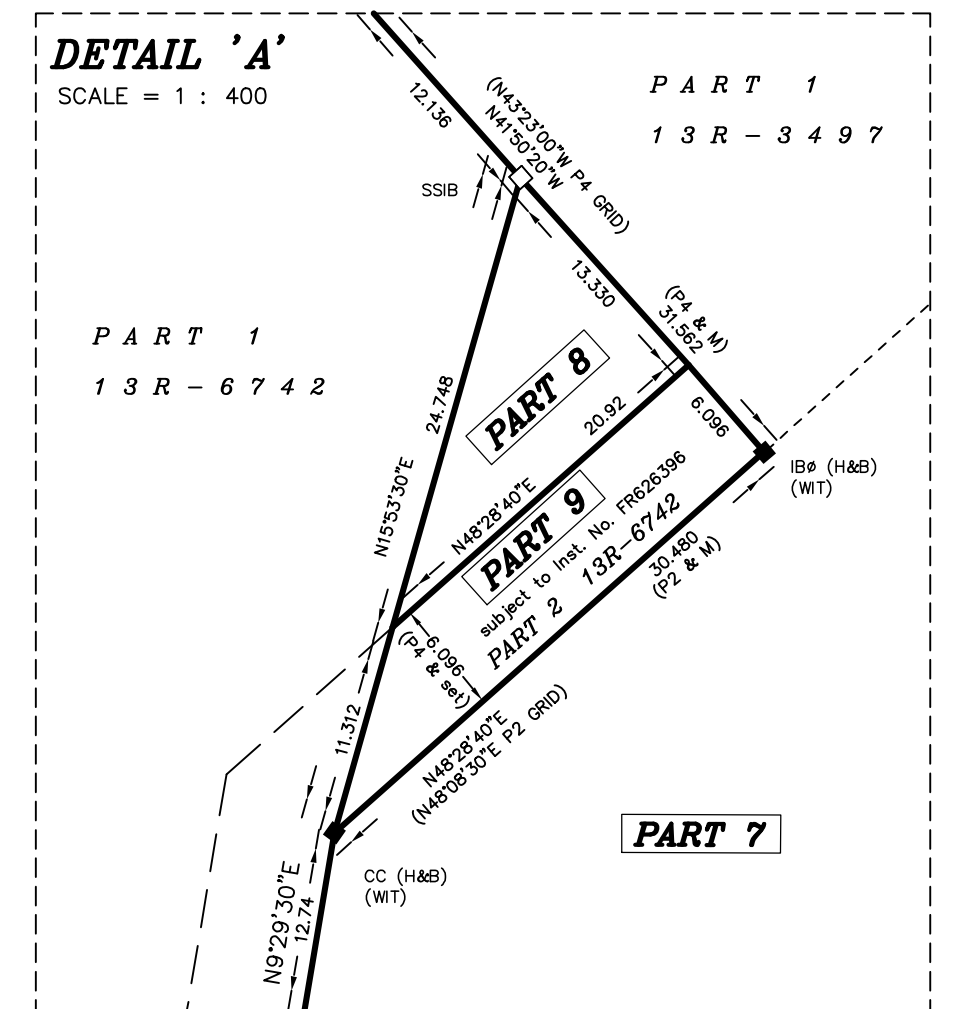 DETAIL 'A'
SCALE = 1 : 400
PART 1
13R-3497
12.136
(N43°23'00"W P4 GRID)
N41°50'20"W
SSIB
13.330
(P4 & M)
31.562
PART 1
13R-6742
24.748
N15°53'30"E
PART 8
20.92
6.096
N48°28'40"E
IBø (H&B)
(WIT)
PART 9
subject to Inst. No. FR626396
PART 2 13R-6742
30.480
(P2 & M)
6.096
(P4 & set)
11.312
N48°28'40"E
(N48°08'30"E P2 GRID)
PART 7
CC (H&B)
(WIT)
N9°29'30"E
12.74